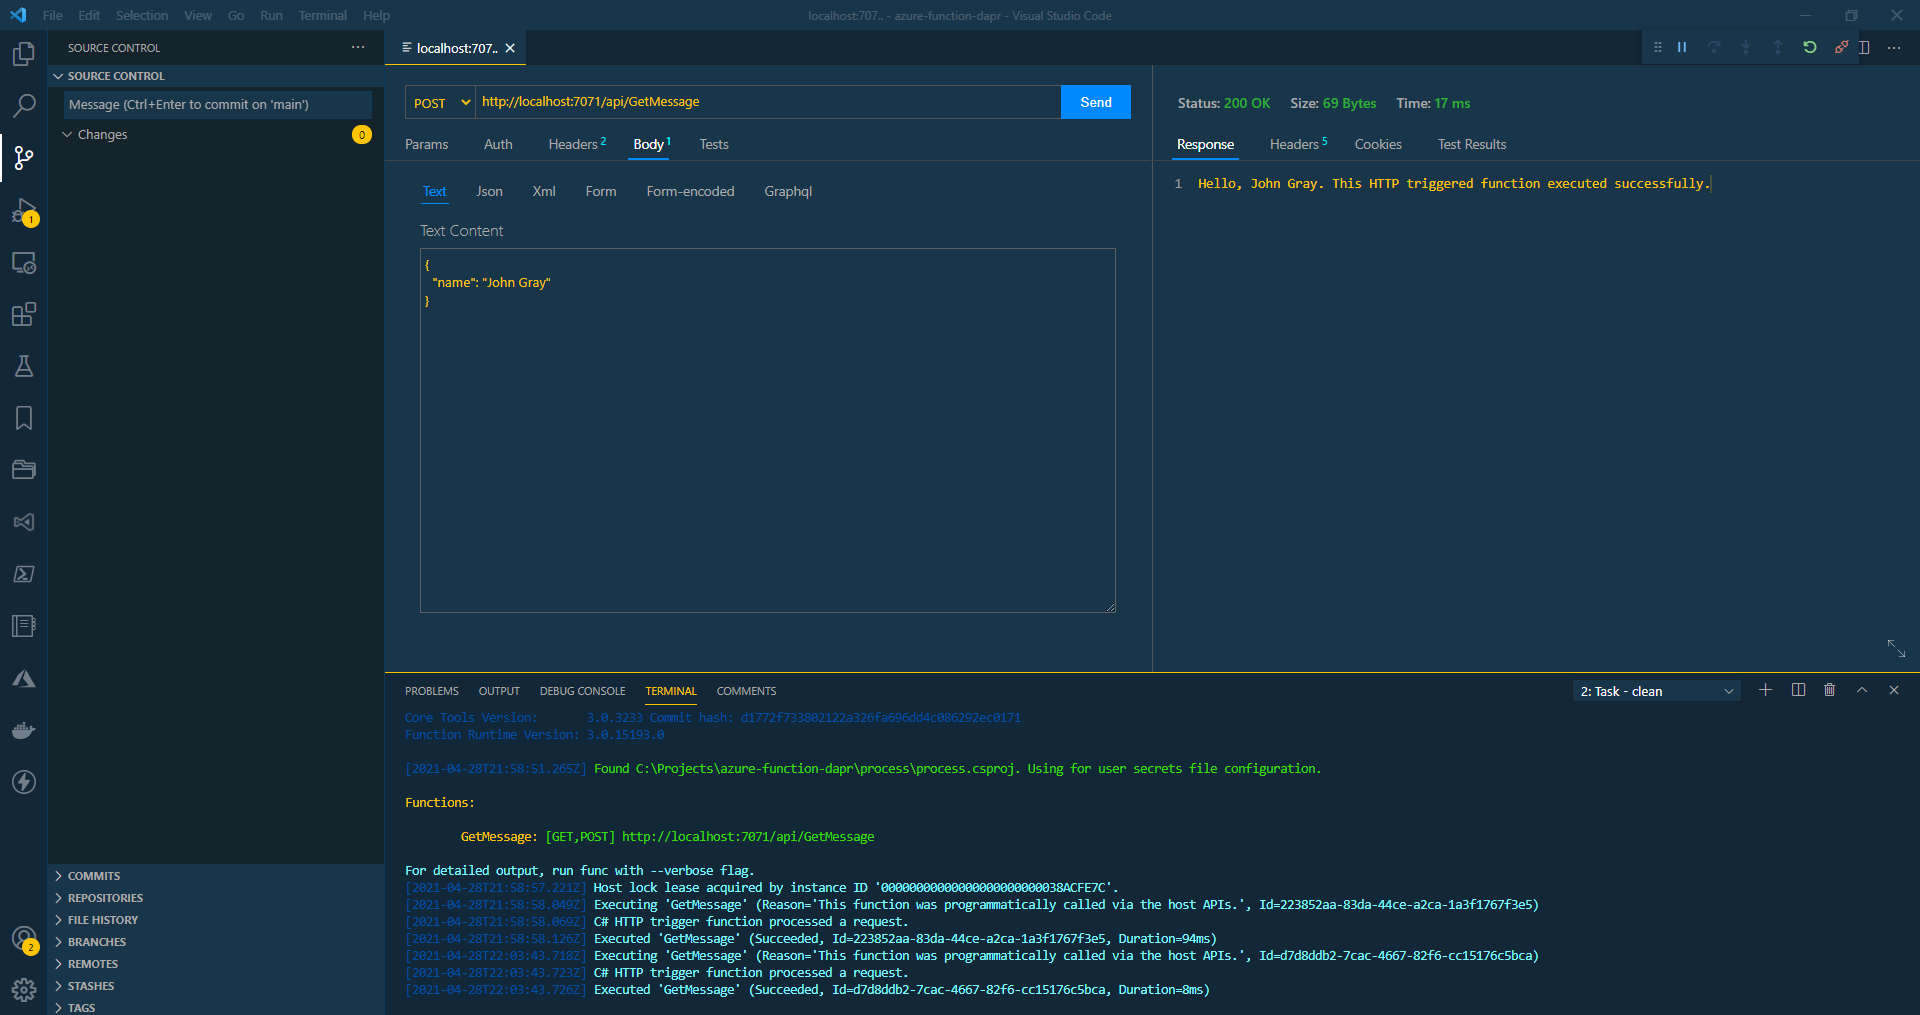 File Edit Selection View Go Run Terminal Help
localhost:707.. - azure-function-dapr - Visual Studio Code
SOURCE CONTROL
SOURCE CONTROL
Message (Ctrl+Enter to commit on 'main')
Changes 0
1
2
COMMITS
REPOSITORIES
FILE HISTORY
BRANCHES
REMOTES
STASHES
TAGS
localhost:707..
POST http://localhost:7071/api/GetMessage Send
Params Auth Headers 2 Body 1 Tests
Text Json Xml Form Form-encoded Graphql
Text Content
{
"name": "John Gray"
}
Status: 200 OK Size: 69 Bytes Time: 17 ms
Response Headers 5 Cookies Test Results
1 Hello, John Gray. This HTTP triggered function executed successfully.
PROBLEMS OUTPUT DEBUG CONSOLE TERMINAL COMMENTS 2: Task - clean
Core Tools Version: 3.0.3233 Commit hash: d1772f733802122a326fa696dd4c086292ec0171
Function Runtime Version: 3.0.15193.0
[2021-04-28T21:58:51.265Z] Found C:\Projects\azure-function-dapr\process\process.csproj. Using for user secrets file configuration.
Functions:
GetMessage: [GET,POST] http://localhost:7071/api/GetMessage
For detailed output, run func with --verbose flag.
[2021-04-28T21:58:57.221Z] Host lock lease acquired by instance ID '00000000000000000000000038ACFE7C'.
[2021-04-28T21:58:58.049Z] Executing 'GetMessage' (Reason='This function was programmatically called via the host APIs.', Id=223852aa-83da-44ce-a2ca-1a3f1767f3e5)
[2021-04-28T21:58:58.069Z] C# HTTP trigger function processed a request.
[2021-04-28T21:58:58.126Z] Executed 'GetMessage' (Succeeded, Id=223852aa-83da-44ce-a2ca-1a3f1767f3e5, Duration=94ms)
[2021-04-28T22:03:43.718Z] Executing 'GetMessage' (Reason='This function was programmatically called via the host APIs.', Id=d7d8ddb2-7cac-4667-82f6-cc15176c5bca)
[2021-04-28T22:03:43.723Z] C# HTTP trigger function processed a request.
[2021-04-28T22:03:43.726Z] Executed 'GetMessage' (Succeeded, Id=d7d8ddb2-7cac-4667-82f6-cc15176c5bca, Duration=8ms)